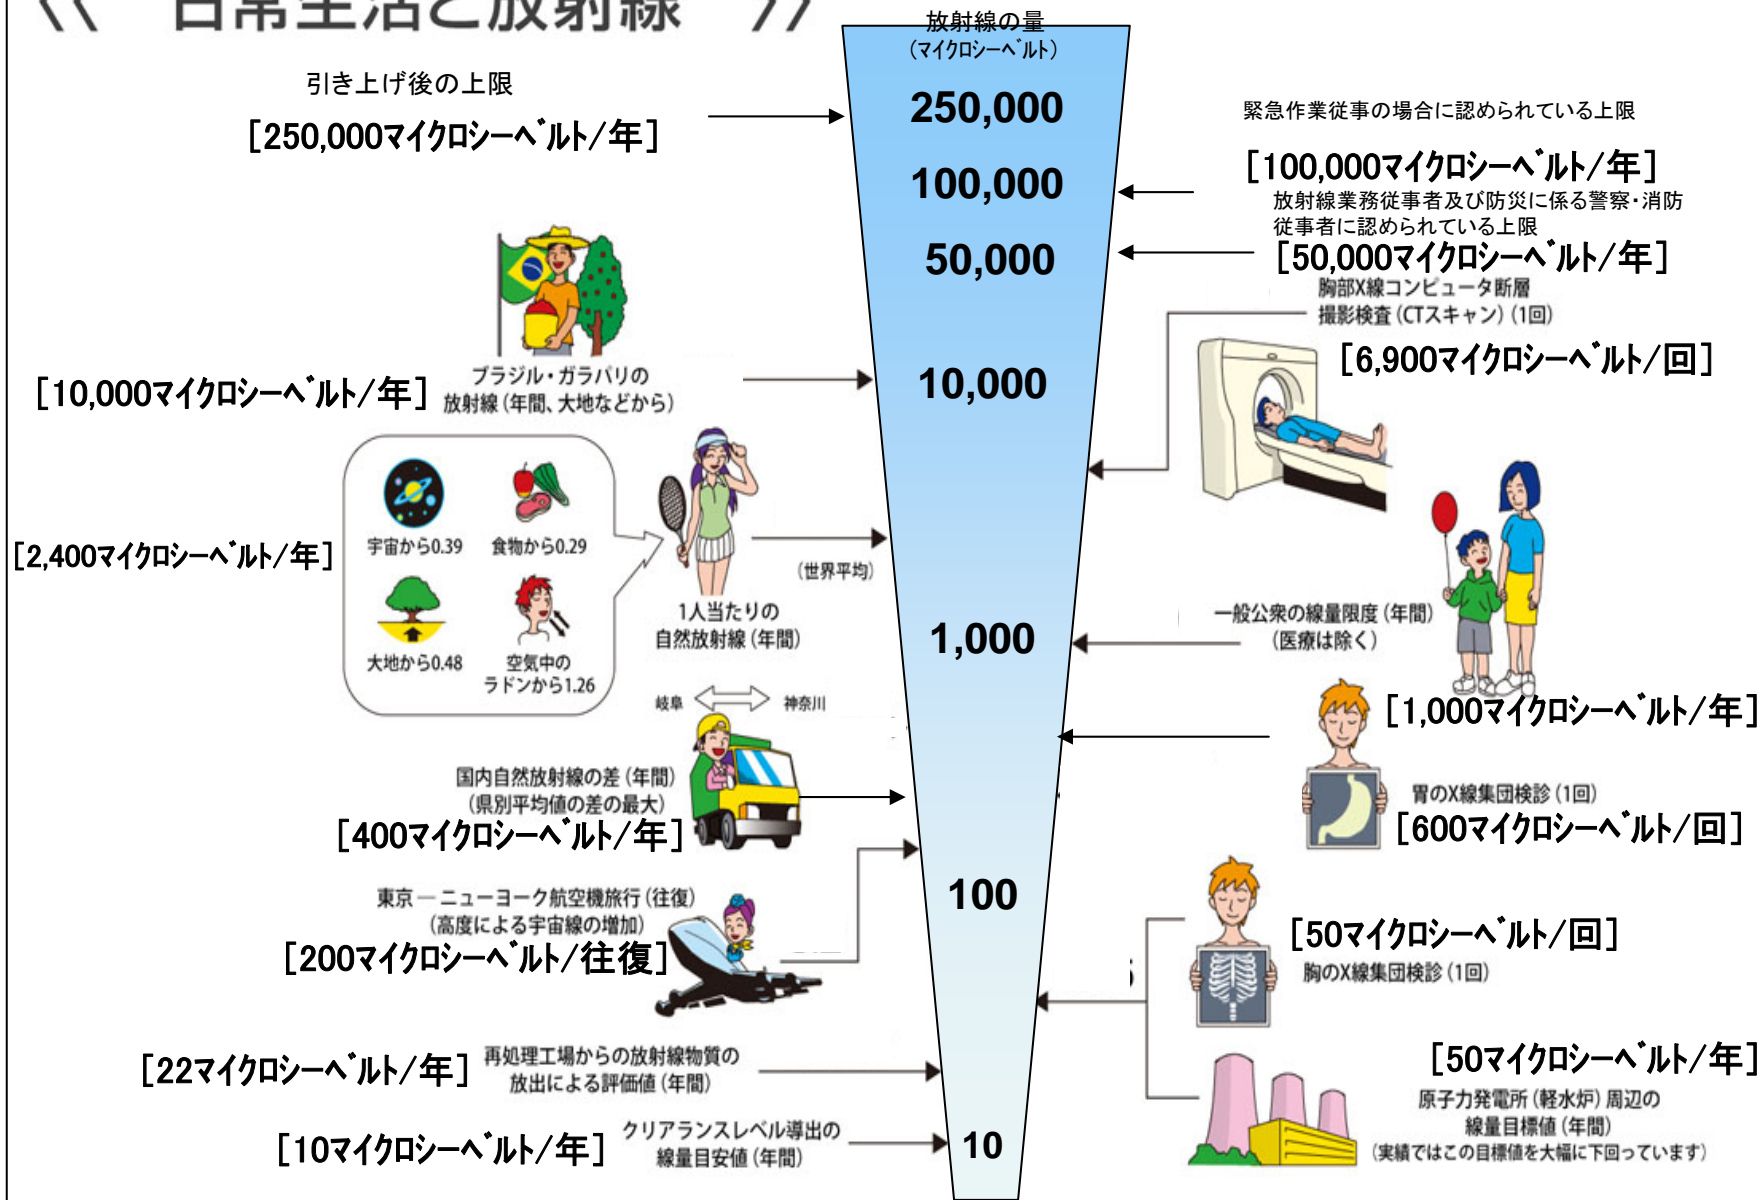 《 日常生活と放射線 》
放射線の量
(マイクロシーベルト)
引き上げ後の上限
[250,000マイクロシーベルト/年]
250,000
緊急作業従事の場合に認められている上限
[100,000マイクロシーベルト/年]
100,000
放射線業務従事者及び防災に係る警察・消防
従事者に認められている上限
[50,000マイクロシーベルト/年]
50,000
胸部X線コンピュータ断層
撮影検査(CTスキャン)(1回)
[6,900マイクロシーベルト/回]
[10,000マイクロシーベルト/年]
ブラジル・ガラパリの
放射線(年間、大地などから)
10,000
[2,400マイクロシーベルト/年]
宇宙から0.39
食物から0.29
大地から0.48
空気中の
ラドンから1.26
(世界平均)
1人当たりの
自然放射線(年間)
1,000
一般公衆の線量限度(年間)
(医療は除く)
[1,000マイクロシーベルト/年]
岐阜
神奈川
国内自然放射線の差(年間)
(県別平均値の差の最大)
[400マイクロシーベルト/年]
胃のX線集団検診(1回)
[600マイクロシーベルト/回]
東京―ニューヨーク航空機旅行(往復)
(高度による宇宙線の増加)
[200マイクロシーベルト/往復]
100
[50マイクロシーベルト/回]
胸のX線集団検診(1回)
[22マイクロシーベルト/年]
再処理工場からの放射線物質の
放出による評価値(年間)
[50マイクロシーベルト/年]
原子力発電所(軽水炉)周辺の
線量目標値(年間)
(実績ではこの目標値を大幅に下回っています)
[10マイクロシーベルト/年]
クリアランスレベル導出の
線量目安値(年間)
10